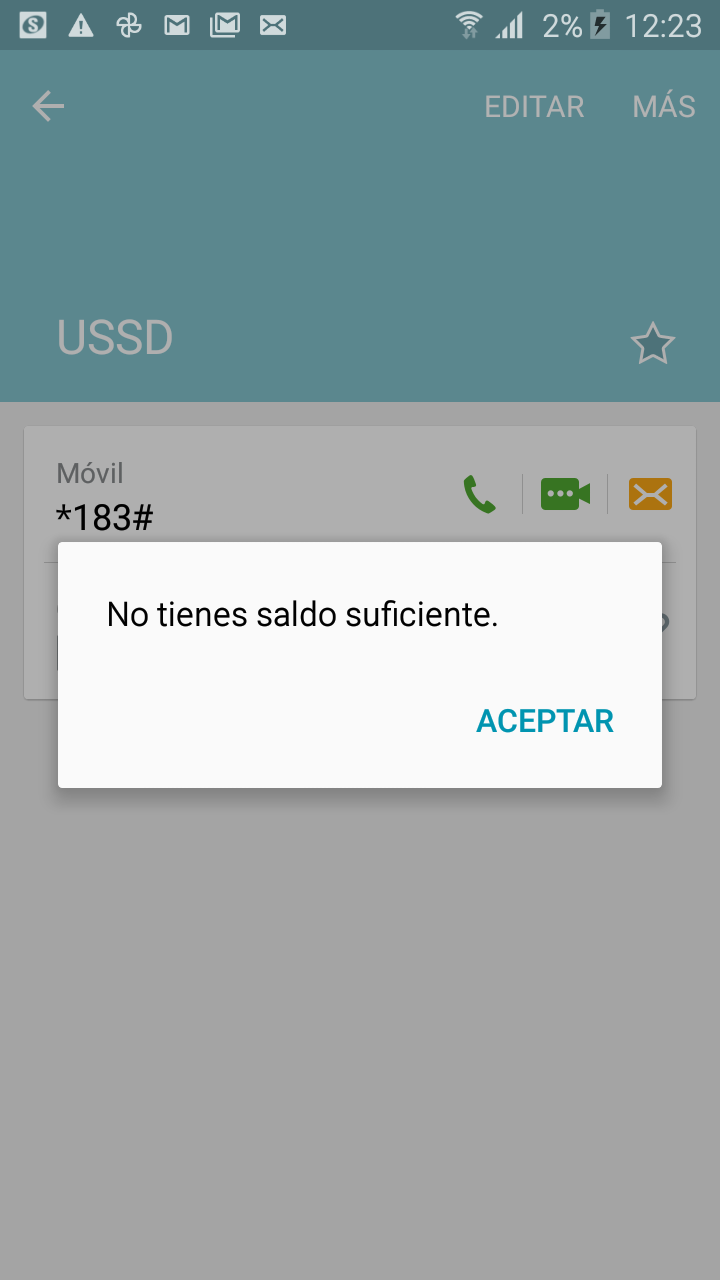 2% 12:23
EDITAR MÁS
USSD
Móvil
*183#
No tienes saldo suficiente.
ACEPTAR